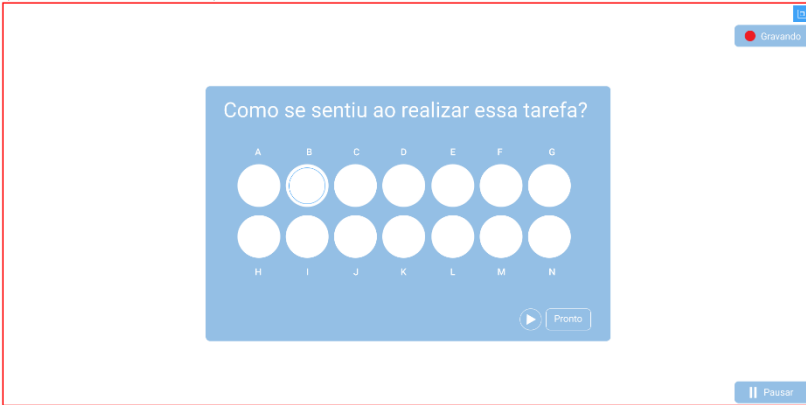 Gravando
Como se sentiu ao realizar essa tarefa?
A B C D E F G
H I J K L M N
Pronto
Pausar